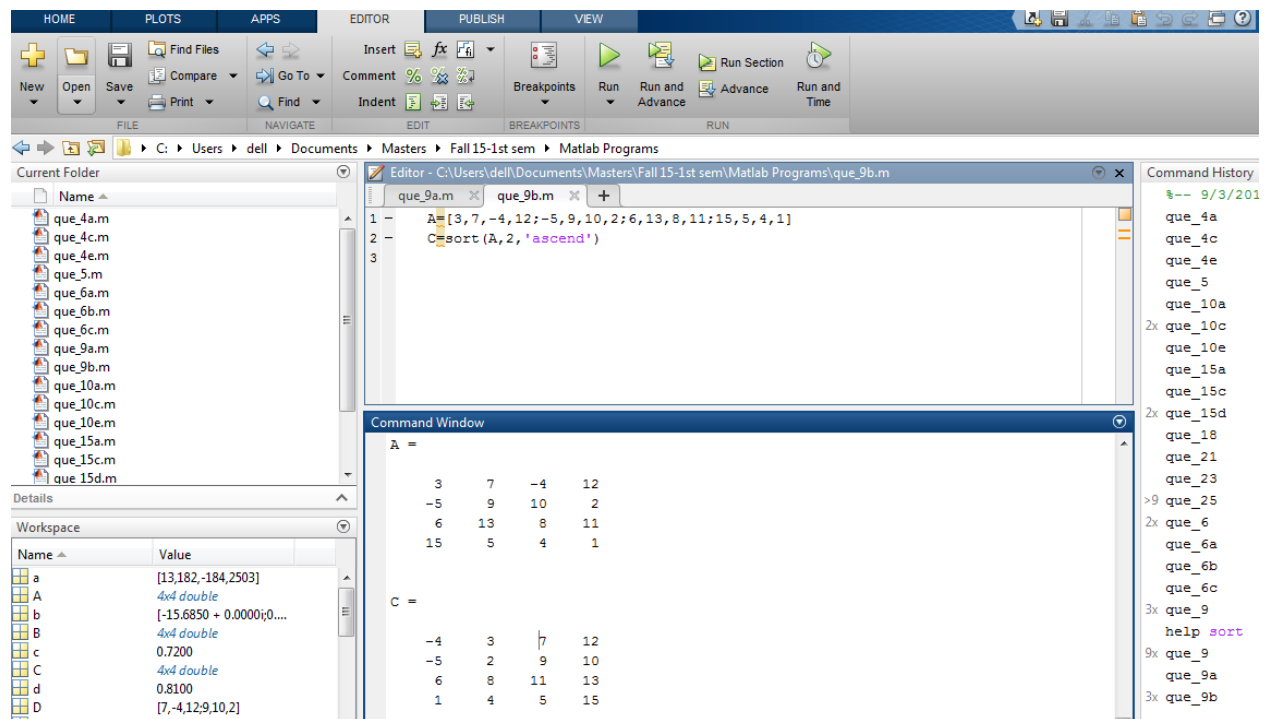 HOME PLOTS APPS EDITOR PUBLISH VIEW
New
Open
Save
Find Files
Compare
Print
FILE
Go To
Find
NAVIGATE
Insert fx
Comment %
Indent
EDIT
Breakpoints
BREAKPOINTS
Run
Run and
Advance
Run Section
Advance
Run and
Time
RUN
C: Users dell Documents Masters Fall 15-1st sem Matlab Programs
Current Folder
Name
que_4a.m
que_4c.m
que_4e.m
que_5.m
que_6a.m
que_6b.m
que_6c.m
que_9a.m
que_9b.m
que_10a.m
que_10c.m
que_10e.m
que_15a.m
que_15c.m
que_15d.m
Details
Workspace
Name Value
a [13,182,-184,2503]
A 4x4 double
b [-15.6850 + 0.0000i;0....
B 4x4 double
c 0.7200
C 4x4 double
d 0.8100
D [7,-4,12;9,10,2]
Editor - C:\Users\dell\Documents\Masters\Fall 15-1st sem\Matlab Programs\que_9b.m
que_9a.m que_9b.m +
1 - A=[3,7,-4,12;-5,9,10,2;6,13,8,11;15,5,4,1]
2 - C=sort(A,2,'ascend')
3
Command Window
A =
3 7 -4 12
-5 9 10 2
6 13 8 11
15 5 4 1
C =
-4 3 7 12
-5 2 9 10
6 8 11 13
1 4 5 15
Command History
%-- 9/3/201
que_4a
que_4c
que_4e
que_5
que_10a
2x que_10c
que_10e
que_15a
que_15c
2x que_15d
que_18
que_21
que_23
>9 que_25
2x que_6
que_6a
que_6b
que_6c
3x que_9
help sort
9x que_9
que_9a
3x que_9b